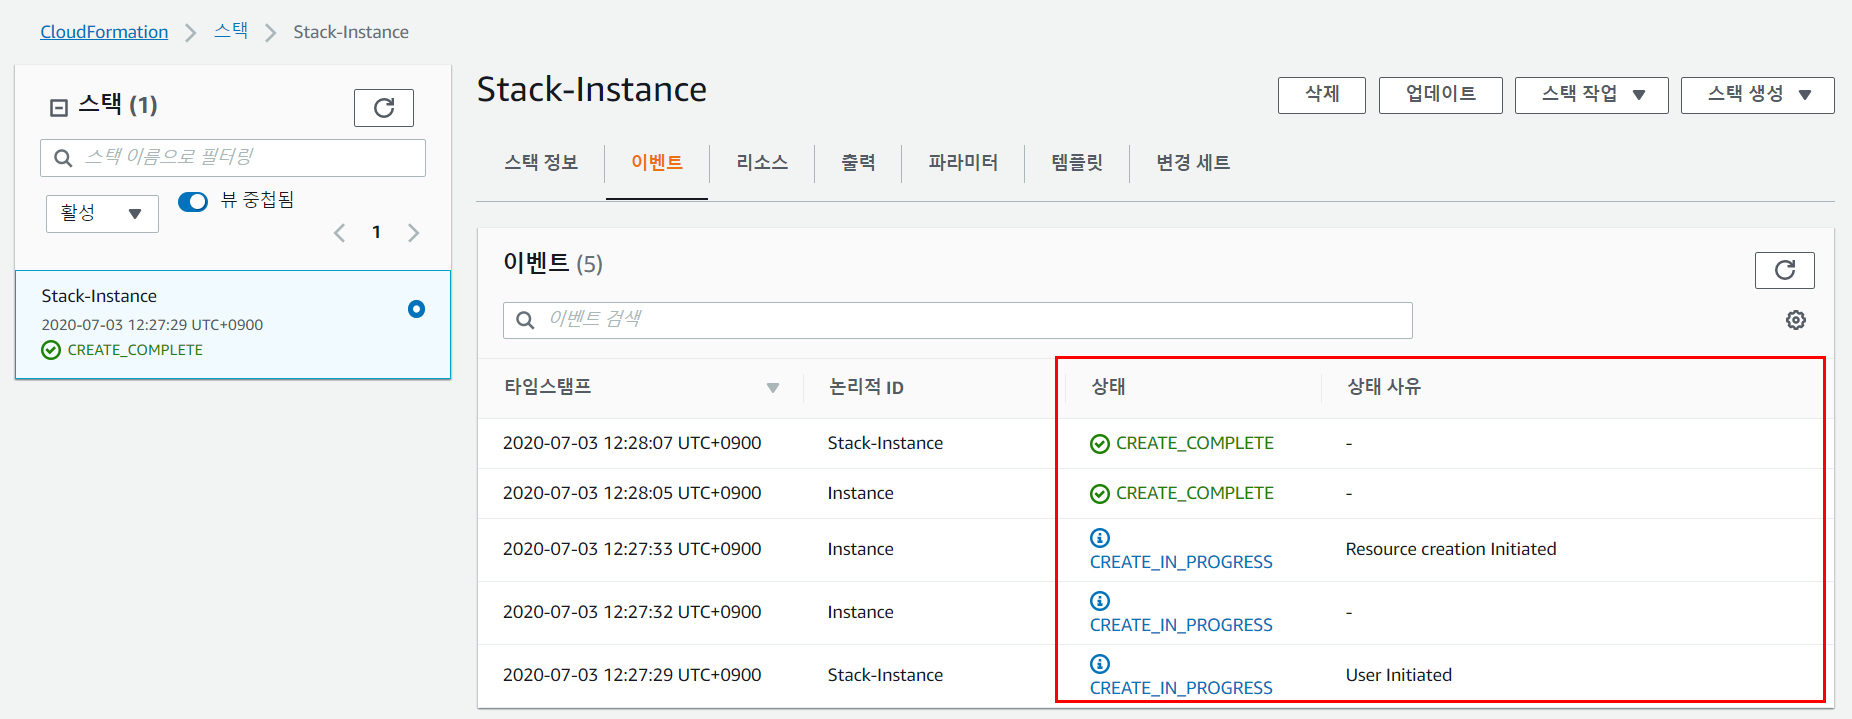 CloudFormation > 스택 > Stack-Instance
스택 (1)
스택 이름으로 필터링
활성
뷰 중첩됨
1
Stack-Instance
2020-07-03 12:27:29 UTC+0900
CREATE_COMPLETE
Stack-Instance
삭제 업데이트 스택 작업 스택 생성
스택 정보 이벤트 리소스 출력 파라미터 템플릿 변경 세트
이벤트 (5)
이벤트 검색
타임스탬프 논리적 ID 상태 상태 사유
2020-07-03 12:28:07 UTC+0900 Stack-Instance CREATE_COMPLETE -
2020-07-03 12:28:05 UTC+0900 Instance CREATE_COMPLETE -
2020-07-03 12:27:33 UTC+0900 Instance CREATE_IN_PROGRESS Resource creation Initiated
2020-07-03 12:27:32 UTC+0900 Instance CREATE_IN_PROGRESS -
2020-07-03 12:27:29 UTC+0900 Stack-Instance CREATE_IN_PROGRESS User Initiated